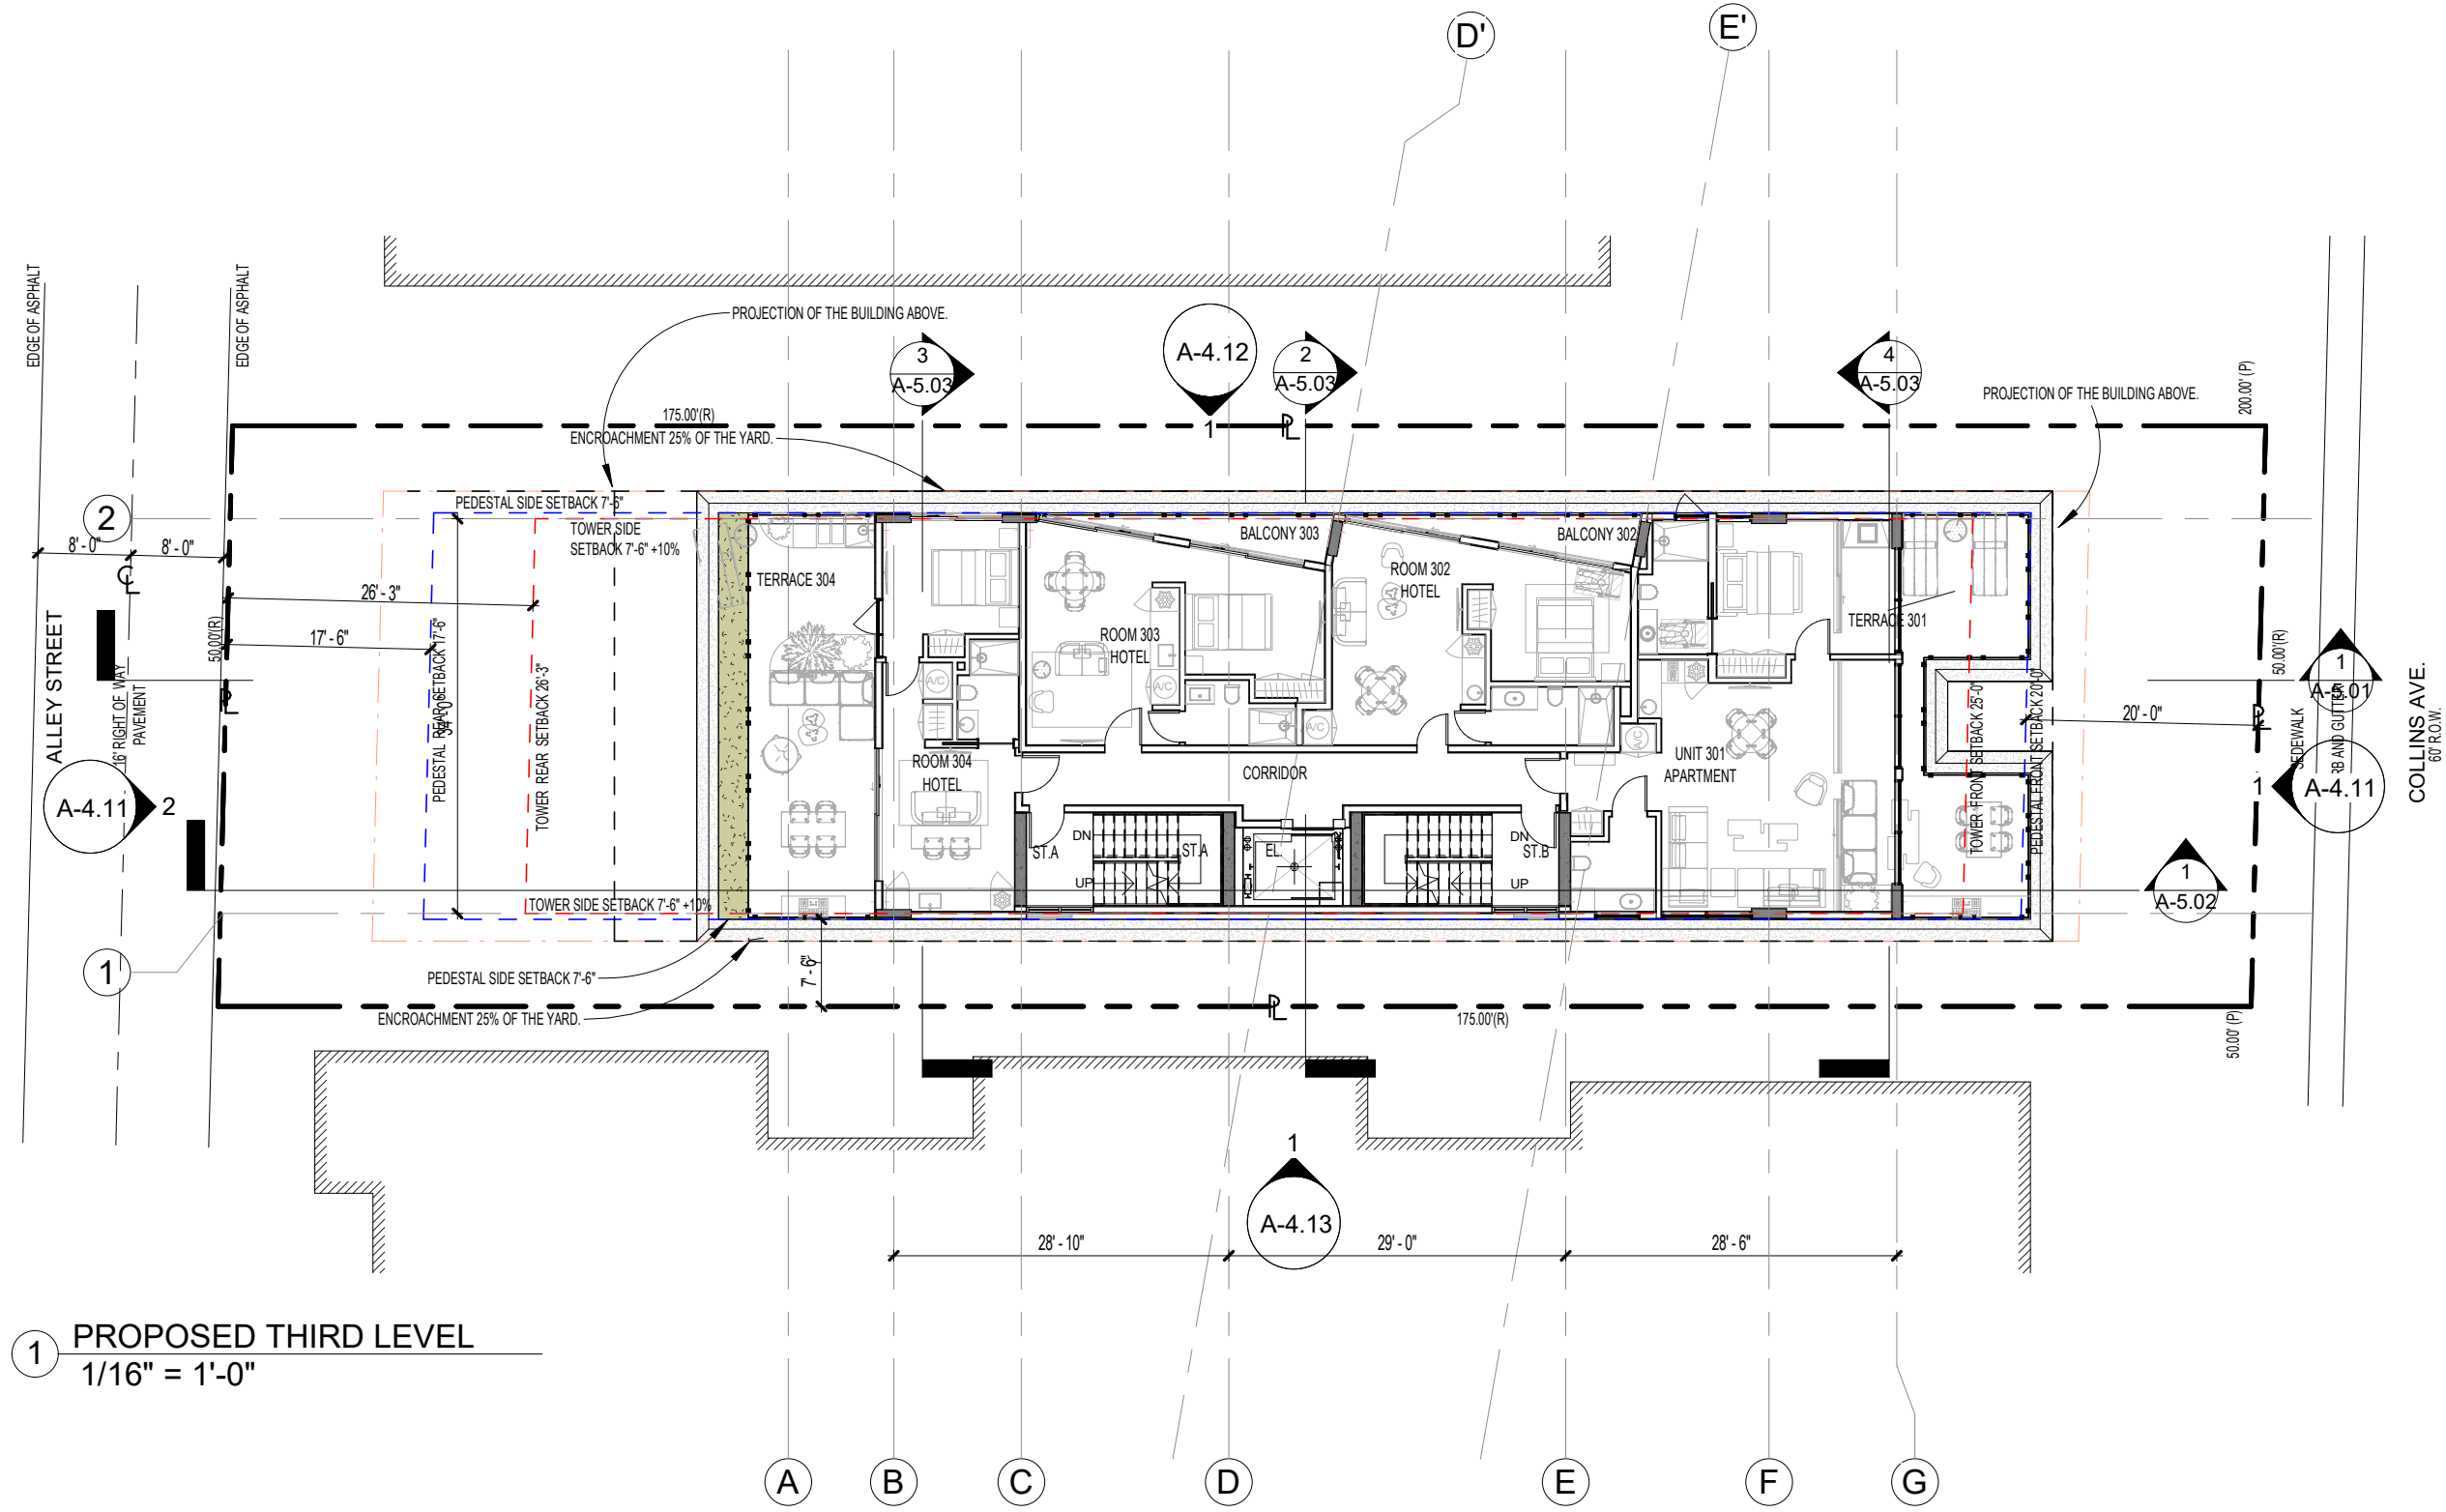 D'
E'
EDGE OF ASPHALT
EDGE OF ASPHALT
PROJECTION OF THE BUILDING ABOVE.
3
A-5.03
A-4.12
1
2
A-5.03
4
A-5.03
PROJECTION OF THE BUILDING ABOVE.
200.00' (P)
175.00'(R)
ENCROACHMENT 25% OF THE YARD.
PL
2
PEDESTAL SIDE SETBACK 7'-6"
TOWER SIDE
SETBACK 7'-6" +10%
8' - 0"
8' - 0"
CL
26' - 3"
17' - 6"
50.00'(R)
PL
ALLEY STREET
16' RIGHT OF WAY
PAVEMENT
PEDESTAL REAR SETBACK 17'-6"
TOWER REAR SETBACK 26'-3"
TERRACE 304
BALCONY 303
BALCONY 302
ROOM 303
HOTEL
ROOM 302
HOTEL
TERRACE 301
A/C
A/C
A/C
A/C
ROOM 304
HOTEL
CORRIDOR
UNIT 301
APARTMENT
TOWER FRONT SETBACK 25'-0"
PEDESTAL FRONT SETBACK 20'-0"
20' - 0"
PL
50.00'(R)
1
A-5.01
SIDEWALK
COLLINS AVE.
60' R.O.W.
A-4.11
2
1
A-4.11
DN
ST.A
ST.A
UP
EL
DN
ST.B
UP
1
A-5.02
TOWER SIDE SETBACK 7'-6" +10%
1
PEDESTAL SIDE SETBACK 7'-6"
7' - 6"
ENCROACHMENT 25% OF THE YARD.
PL
175.00'(R)
50.00' (P)
1
A-4.13
28' - 10"
29' - 0"
28' - 6"
1
PROPOSED THIRD LEVEL
1/16" = 1'-0"
A
B
C
D
E
F
G